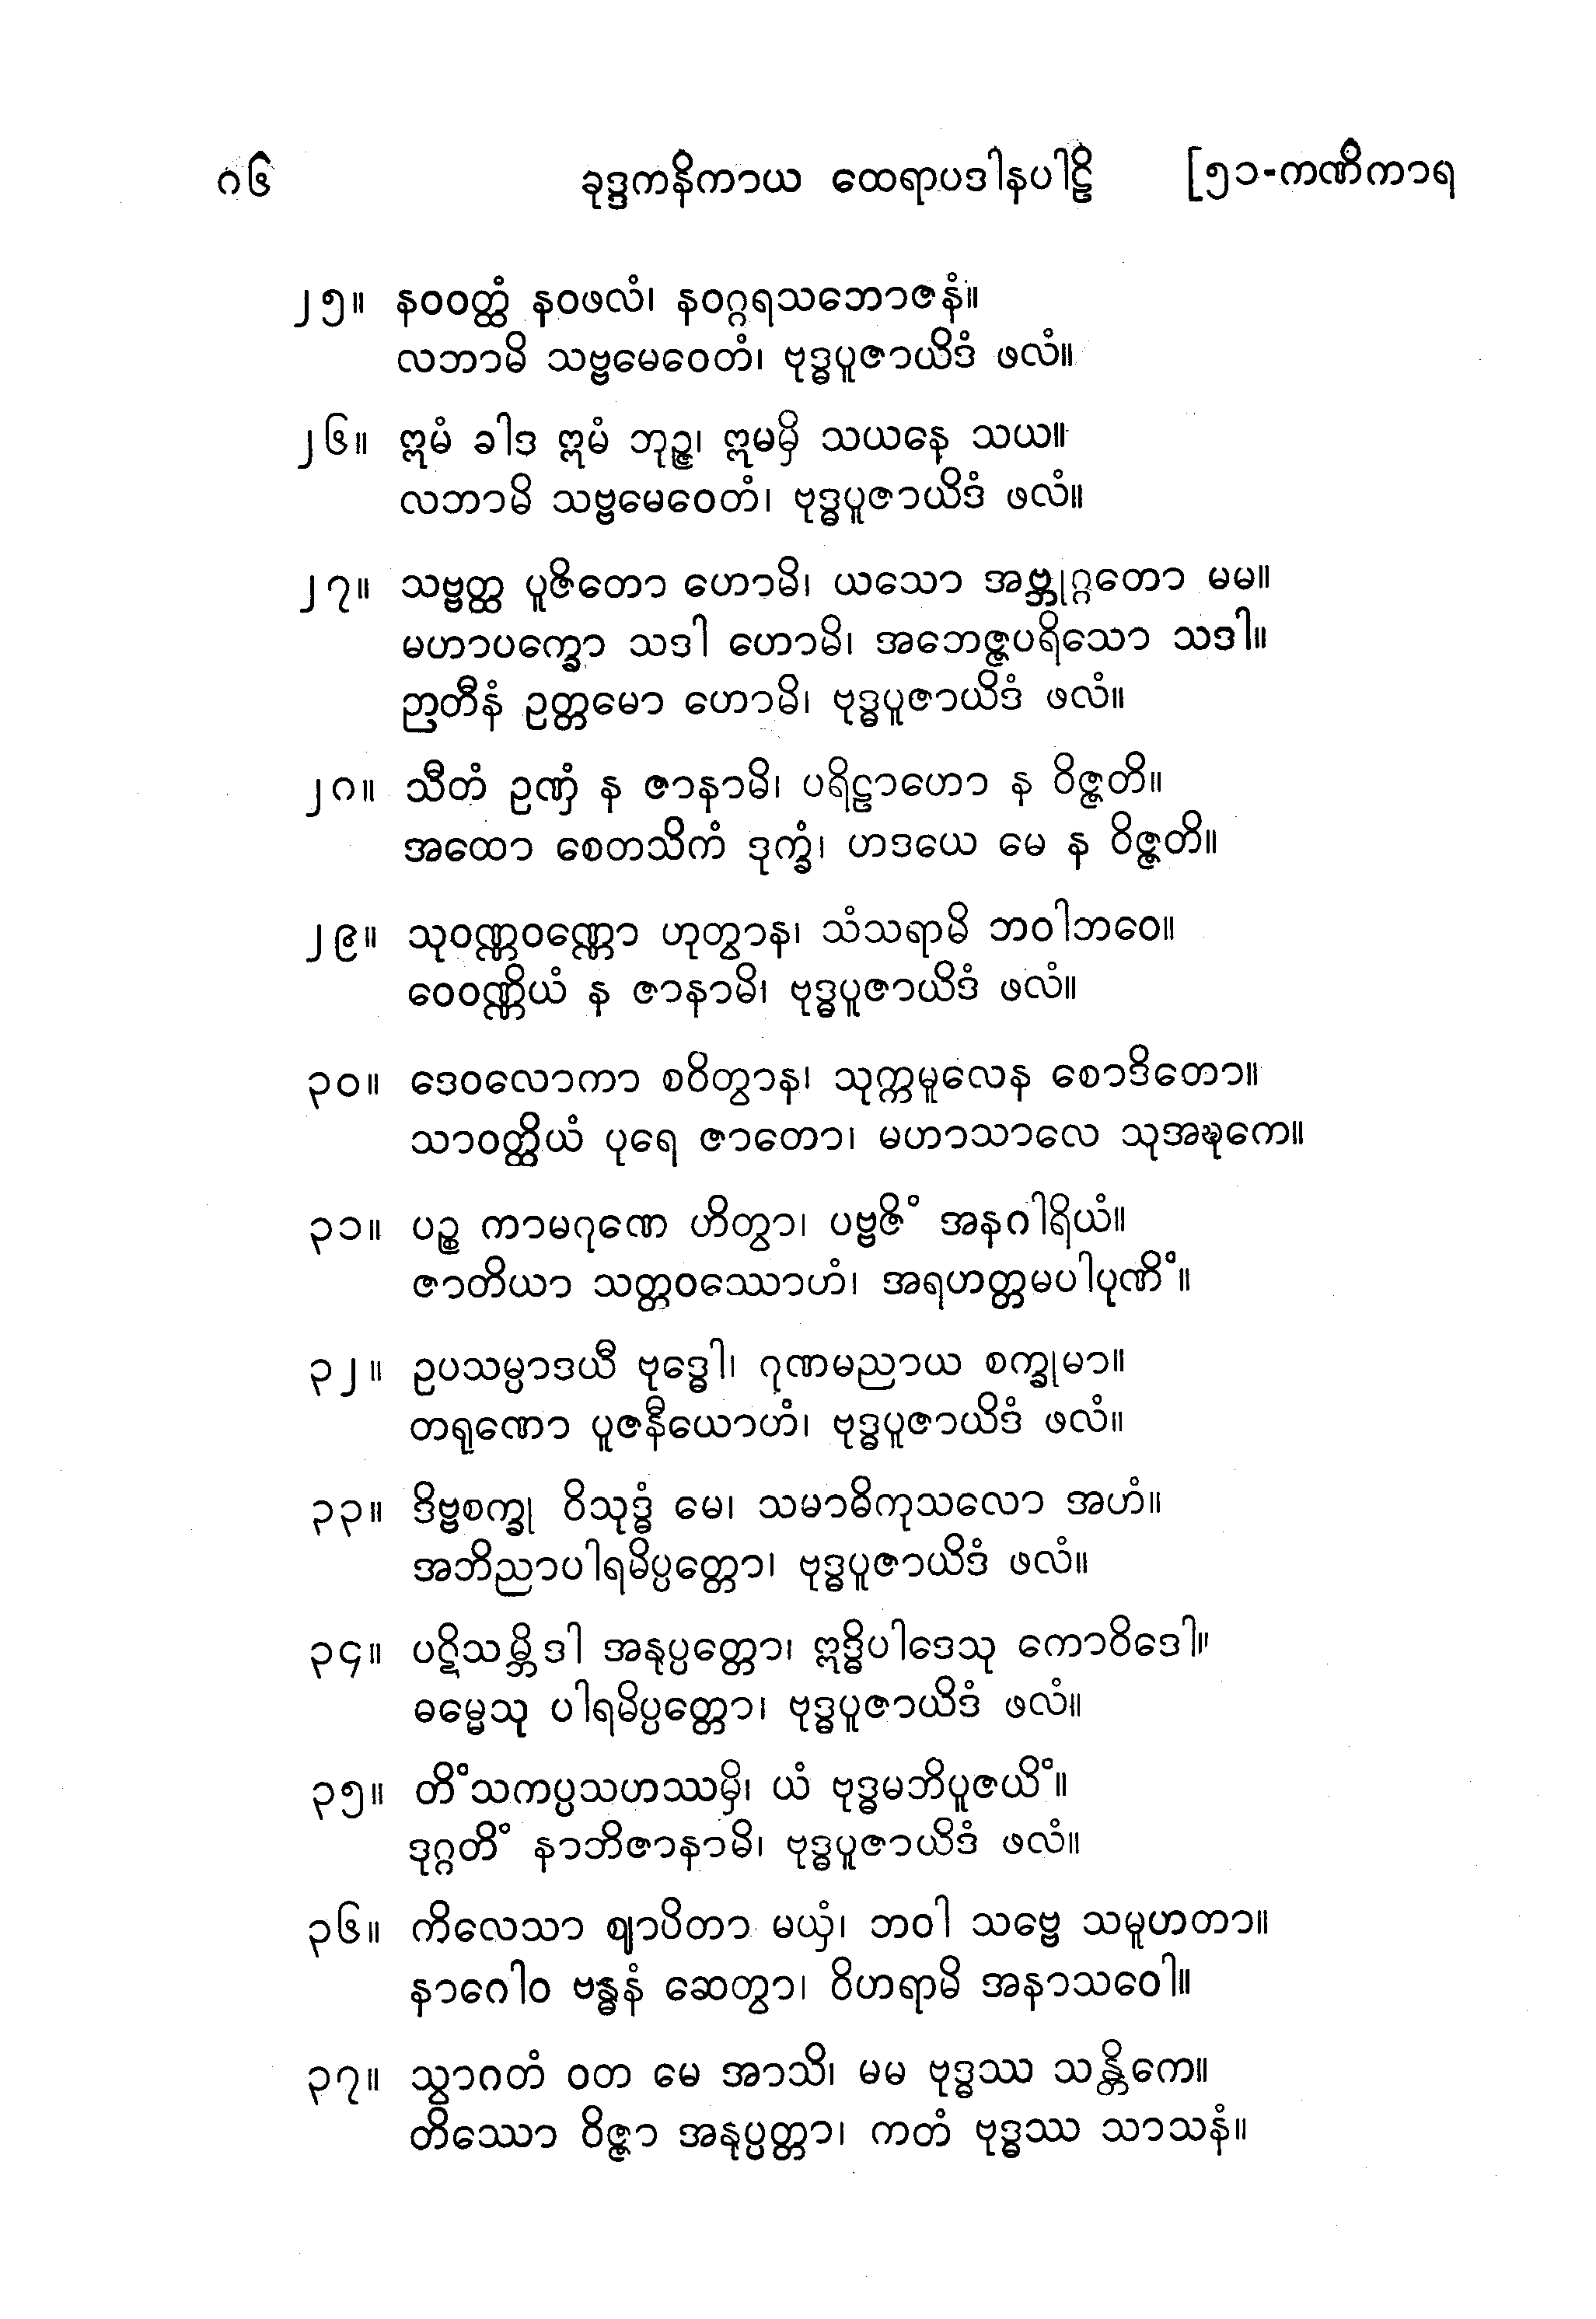 ၈၆ ခုဒ္ဒကနိကာယ ထေရာပဒါနပါဠိ [၅၁-ကဏိကာရ
၂၅။ နဝဝတ္ထံ နဝဖလံ၊ နဝဂ္ဂရသဘောဇနံ။
လဘာမိ သဗ္ဗမေဝေတံ၊ ဗုဒ္ဓပူဇာယိဒံ ဖလံ။
၂၆။ ဣမံ ခါဒ ဣမံ ဘုဉ္ဇ၊ ဣမမှိ သယနေ သယ။
လဘာမိ သဗ္ဗမေဝေတံ၊ ဗုဒ္ဓပူဇာယိဒံ ဖလံ။
၂၇။ သဗ္ဗတ္ထ ပူဇိတော ဟောမိ၊ ယသော အဗ္ဘုဂ္ဂတော မမ။
မဟာပက္ခော သဒါ ဟောမိ၊ အဘေဇ္ဇပရိသော သဒါ။
ဉာတီနံ ဥတ္တမော ဟောမိ၊ ဗုဒ္ဓပူဇာယိဒံ ဖလံ။
၂၈။ သီတံ ဥဏှံ န ဇာနာမိ၊ ပရိဠာဟော န ဝိဇ္ဇတိ။
အထော စေတသိကံ ဒုက္ခံ၊ ဟဒယေ မေ န ဝိဇ္ဇတိ။
၂၉။ သုဝဏ္ဏဝဏ္ဏော ဟုတွာန၊ သံသရာမိ ဘဝါဘဝေ။
ဝေဝဏ္ဏိယံ န ဇာနာမိ၊ ဗုဒ္ဓပူဇာယိဒံ ဖလံ။
၃၀။ ဒေဝလောကာ စဝိတွာန၊ သုက္ကမူလေန စောဒိတော။
သာဝတ္ထိယံ ပုရေ ဇာတော၊ မဟာသာလေ သုအဍ္ဎကေ။
၃၁။ ပဉ္စ ကာမဂုဏေ ဟိတွာ၊ ပဗ္ဗဇိံ အနဂါရိယံ။
ဇာတိယာ သတ္တဝဿောဟံ၊ အရဟတ္တမပါပုဏိံ။
၃၂။ ဥပသမ္ပာဒယီ ဗုဒ္ဓေါ၊ ဂုဏမညာယ စက္ခုမာ။
တရုဏော ပူဇနီယောဟံ၊ ဗုဒ္ဓပူဇာယိဒံ ဖလံ။
၃၃။ ဒိဗ္ဗစက္ခု ဝိသုဒ္ဓံ မေ၊ သမာဓိကုသလော အဟံ။
အဘိညာပါရမိပ္ပတ္တော၊ ဗုဒ္ဓပူဇာယိဒံ ဖလံ။
၃၄။ ပဋိသမ္ဘိဒါ အနုပ္ပတ္တော၊ ဣဒ္ဓိပါဒေသု ကောဝိဒေါ။
ဓမ္မေသု ပါရမိပ္ပတ္တော၊ ဗုဒ္ဓပူဇာယိဒံ ဖလံ။
၃၅။ တိံသကပ္ပသဟဿမှိ၊ ယံ ဗုဒ္ဓမဘိပူဇယိံ။
ဒုဂ္ဂတိံ နာဘိဇာနာမိ၊ ဗုဒ္ဓပူဇာယိဒံ ဖလံ။
၃၆။ ကိလေသာ ဈာပိတာ မယှံ၊ ဘဝါ သဗ္ဗေ သမူဟတာ။
နာဂေါဝ ဗန္ဓနံ ဆေတွာ၊ ဝိဟရာမိ အနာသဝေါ။
၃၇။ သွာဂတံ ဝတ မေ အာသိ၊ မမ ဗုဒ္ဓဿ သန္တိကေ။
တိဿော ဝိဇ္ဇာ အနုပ္ပတ္တာ၊ ကတံ ဗုဒ္ဓဿ သာသနံ။